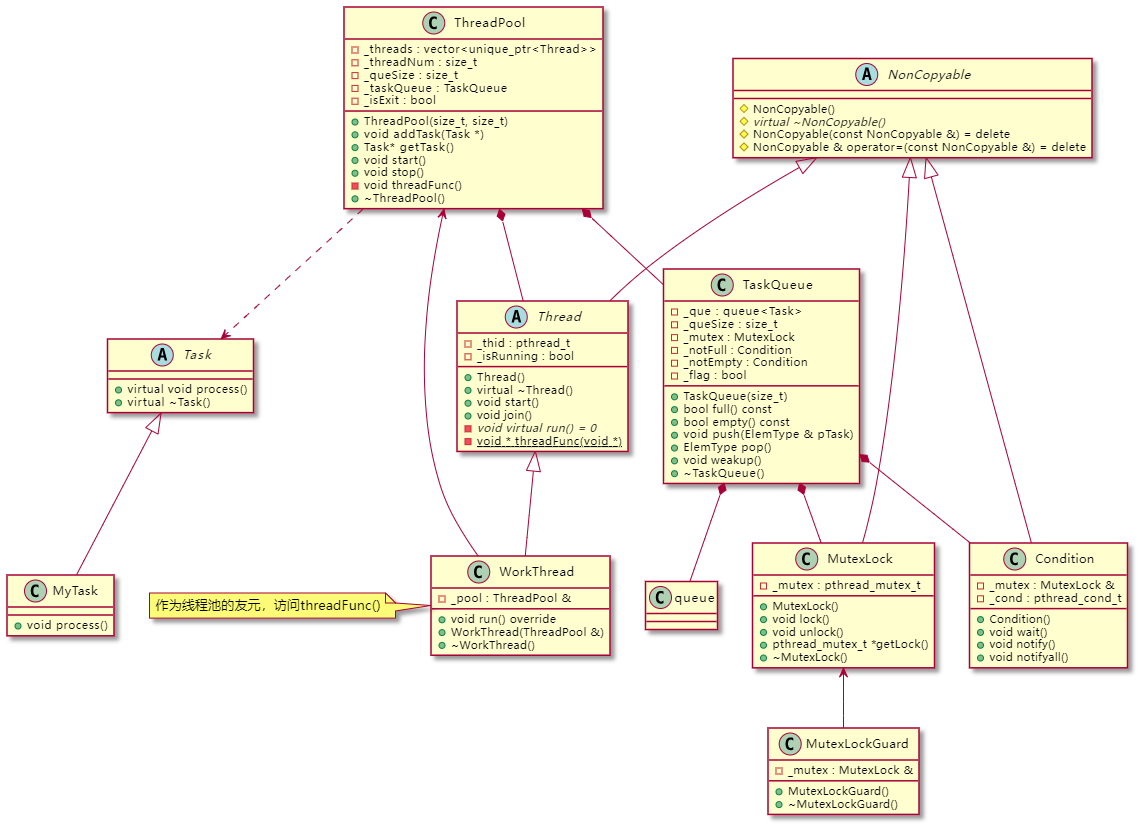 ThreadPool
_threads : vector<unique_ptr<Thread>>
_threadNum : size_t
_queSize : size_t
_taskQueue : TaskQueue
_isExit : bool
ThreadPool(size_t, size_t)
void addTask(Task *)
Task* getTask()
void start()
void stop()
void threadFunc()
~ThreadPool()
NonCopyable
NonCopyable()
virtual ~NonCopyable()
NonCopyable(const NonCopyable &) = delete
NonCopyable & operator=(const NonCopyable &) = delete
Task
virtual void process()
virtual ~Task()
Thread
_thid : pthread_t
_isRunning : bool
Thread()
virtual ~Thread()
void start()
void join()
void virtual run() = 0
void * threadFunc(void *)
TaskQueue
_que : queue<Task>
_queSize : size_t
_mutex : MutexLock
_notFull : Condition
_notEmpty : Condition
_flag : bool
TaskQueue(size_t)
bool full() const
bool empty() const
void push(ElemType & pTask)
ElemType pop()
void weakup()
~TaskQueue()
MyTask
void process()
作为线程池的友元，访问threadFunc()
WorkThread
_pool : ThreadPool &
void run() override
WorkThread(ThreadPool &)
~WorkThread()
queue
MutexLock
_mutex : pthread_mutex_t
MutexLock()
void lock()
void unlock()
pthread_mutex_t *getLock()
~MutexLock()
Condition
_mutex : MutexLock &
_cond : pthread_cond_t
Condition()
void wait()
void notify()
void notifyall()
MutexLockGuard
_mutex : MutexLock &
MutexLockGuard()
~MutexLockGuard()